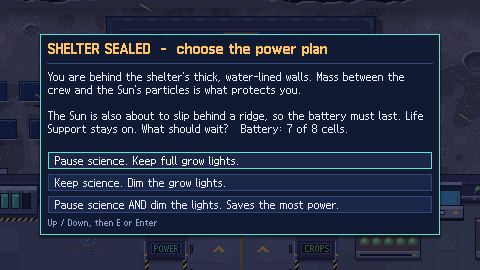 SHELTER SEALED - choose the power plan
You are behind the shelter's thick, water-lined walls. Mass between the
crew and the Sun's particles is what protects you.
The Sun is also about to slip behind a ridge, so the battery must last. Life
Support stays on. What should wait? Battery: 7 of 8 cells.
Pause science. Keep full grow lights.
Keep science. Dim the grow lights.
Pause science AND dim the lights. Saves the most power.
Up / Down, then E or Enter
POWER
CROPS